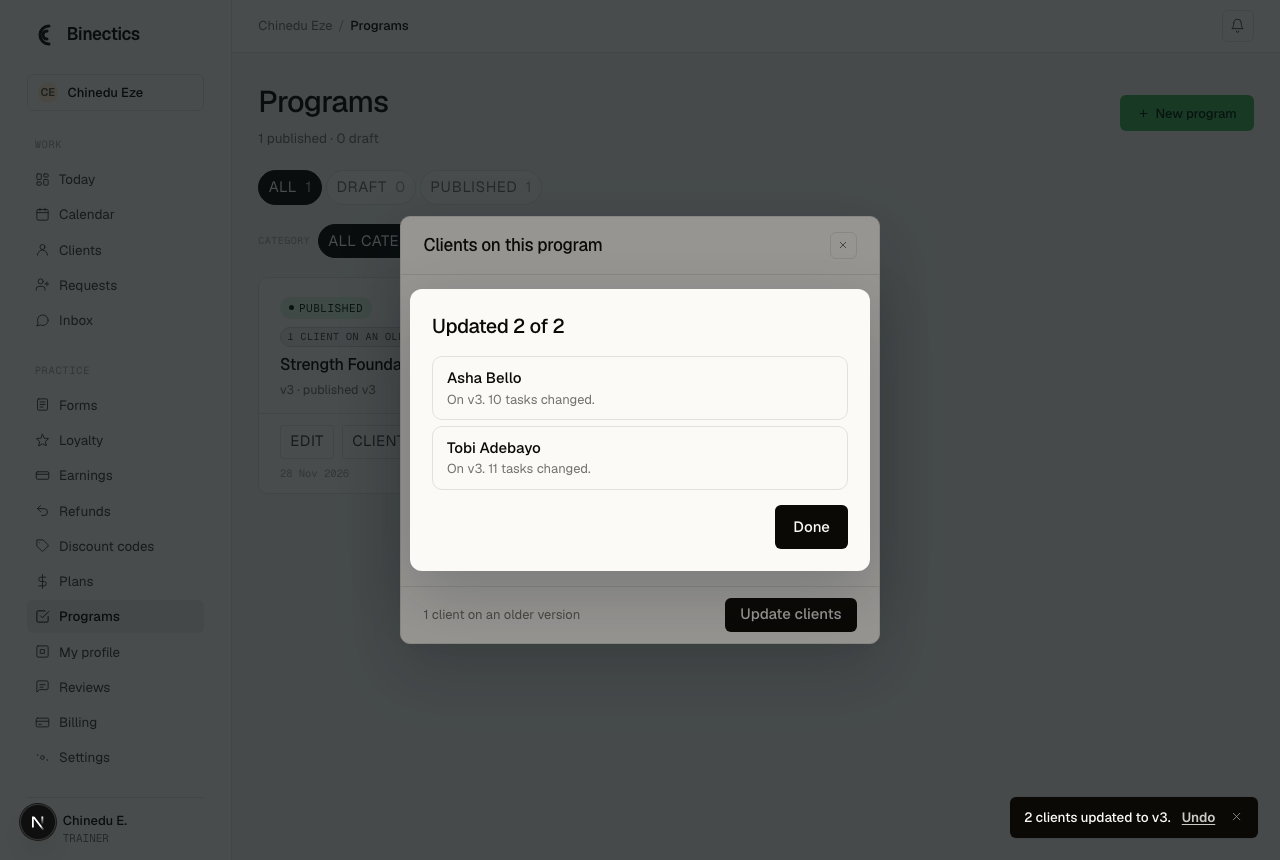 Binectics
CE Chinedu Eze
WORK
Today
Calendar
Clients
Requests
Inbox
PRACTICE
Forms
Loyalty
Earnings
Refunds
Discount codes
Plans
Programs
My profile
Reviews
Billing
Settings
N
Chinedu E.
TRAINER
Chinedu Eze / Programs
Programs
1 published · 0 draft
+ New program
ALL 1 DRAFT 0 PUBLISHED 1
CATEGORY ALL CATE
PUBLISHED
1 CLIENT ON AN OL
Strength Founda
v3 · published v3
EDIT CLIENT
28 Nov 2026
Clients on this program
Updated 2 of 2
Asha Bello
On v3. 10 tasks changed.
Tobi Adebayo
On v3. 11 tasks changed.
Done
1 client on an older version
Update clients
2 clients updated to v3. Undo